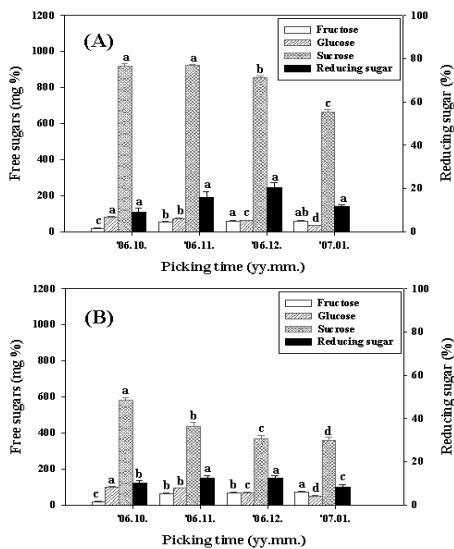 (A)
Fructose
Glucose
Sucrose
Reducing sugar
1200
1000
800
600
400
200
0
Free sugars (mg %)
100
80
60
40
20
0
Reducing sugar (%)
c a a a
b b a a
a c b a
ab d c a
'06.10. '06.11. '06.12. '07.01.
Picking time (yy.mm.)
(B)
Fructose
Glucose
Sucrose
Reducing sugar
1200
1000
800
600
400
200
0
Free sugars (mg %)
100
80
60
40
20
0
Reducing sugar (%)
c a a b
b b b a
b c c a
a d d c
'06.10. '06.11. '06.12. '07.01.
Picking time (yy.mm.)